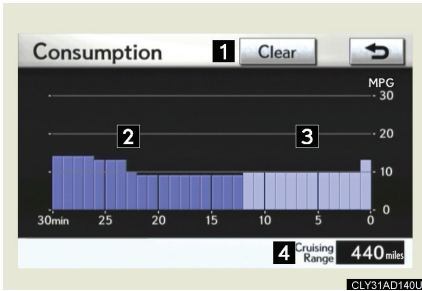 Consumption 1 Clear
MPG
30
2 3 20
10
0
30min 25 20 15 10 5 0
4 Cruising Range 440 miles
CLY31AD140U